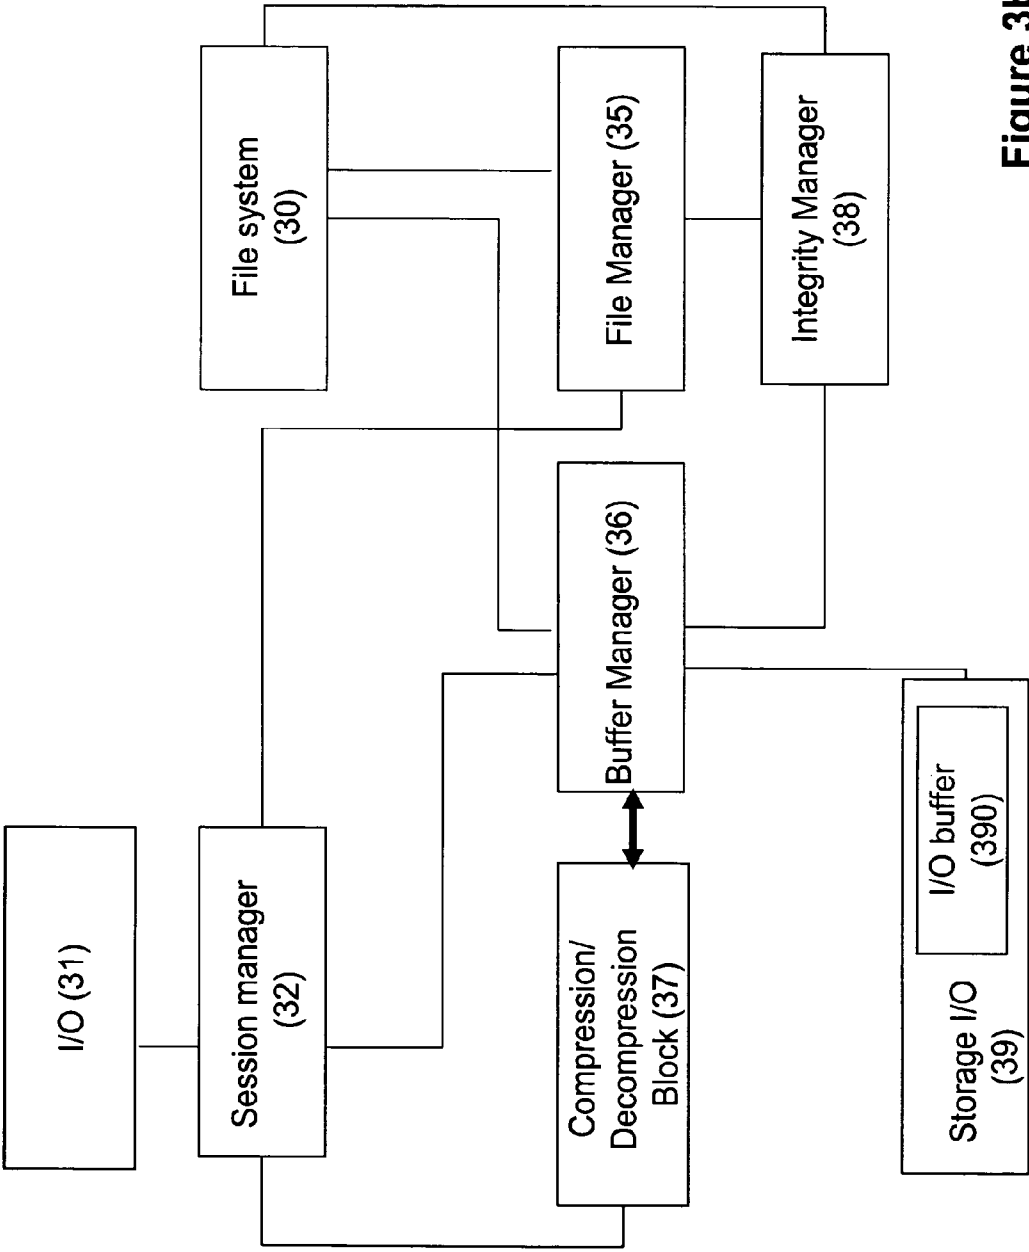 I/O (31)
Session manager
(32)
File system
(30)
Compression/
Decompression
Block (37)
Buffer Manager (36)
File Manager (35)
Integrity Manager
(38)
Storage I/O
(39)
I/O buffer
(390)
Figure